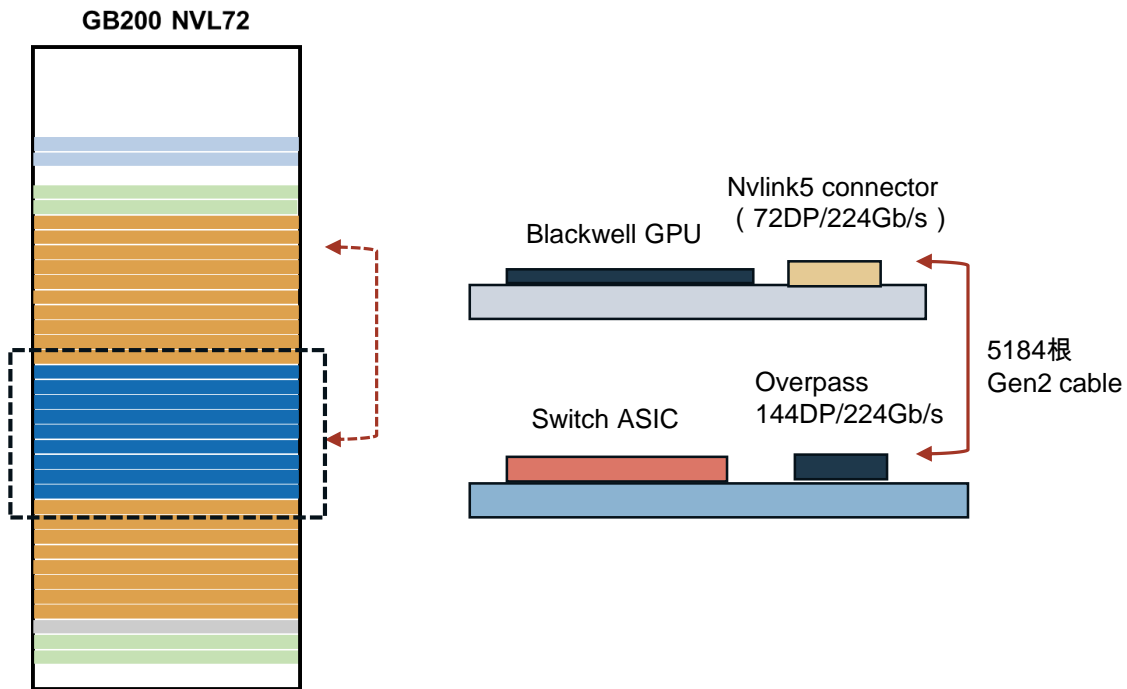 GB200 NVL72
Nvlink5 connector
（72DP/224Gb/s）
Blackwell GPU
5184根
Gen2 cable
Overpass
144DP/224Gb/s
Switch ASIC